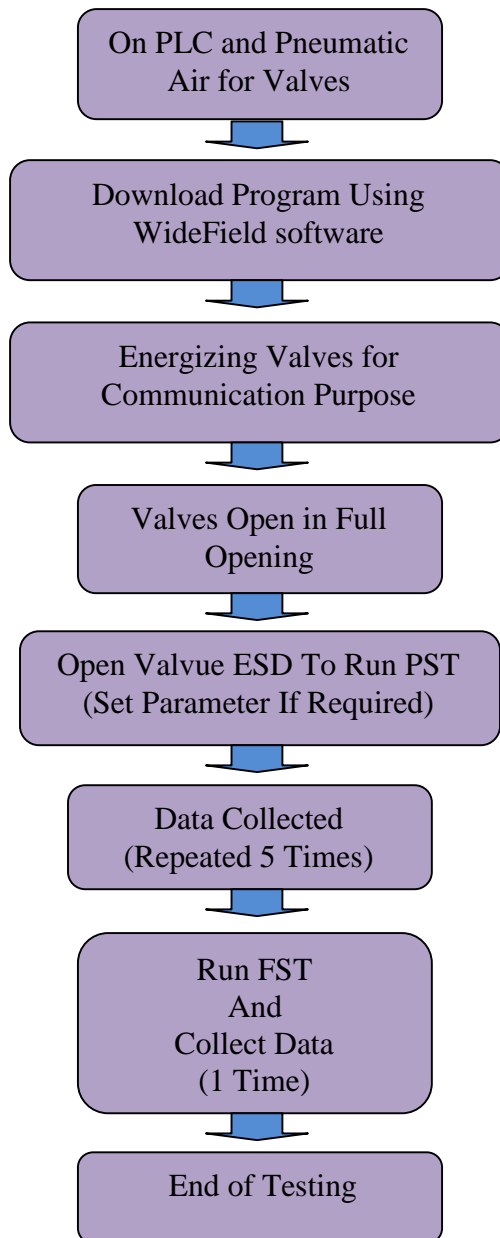 On PLC and Pneumatic
Air for Valves
Download Program Using
WideField software
Energizing Valves for
Communication Purpose
Valves Open in Full
Opening
Open Valvue ESD To Run PST
(Set Parameter If Required)
Data Collected
(Repeated 5 Times)
Run FST
And
Collect Data
(1 Time)
End of Testing